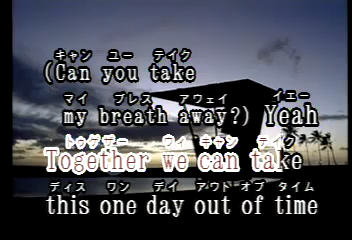 キャン ユー テイク
(Can you take
マイ ブレス アウェイ イエー
my breath away?) Yeah
トゥゲザー ウィ キャン テイク
Together we can take
ディス ワン デイ アウト オブ タイム
this one day out of time